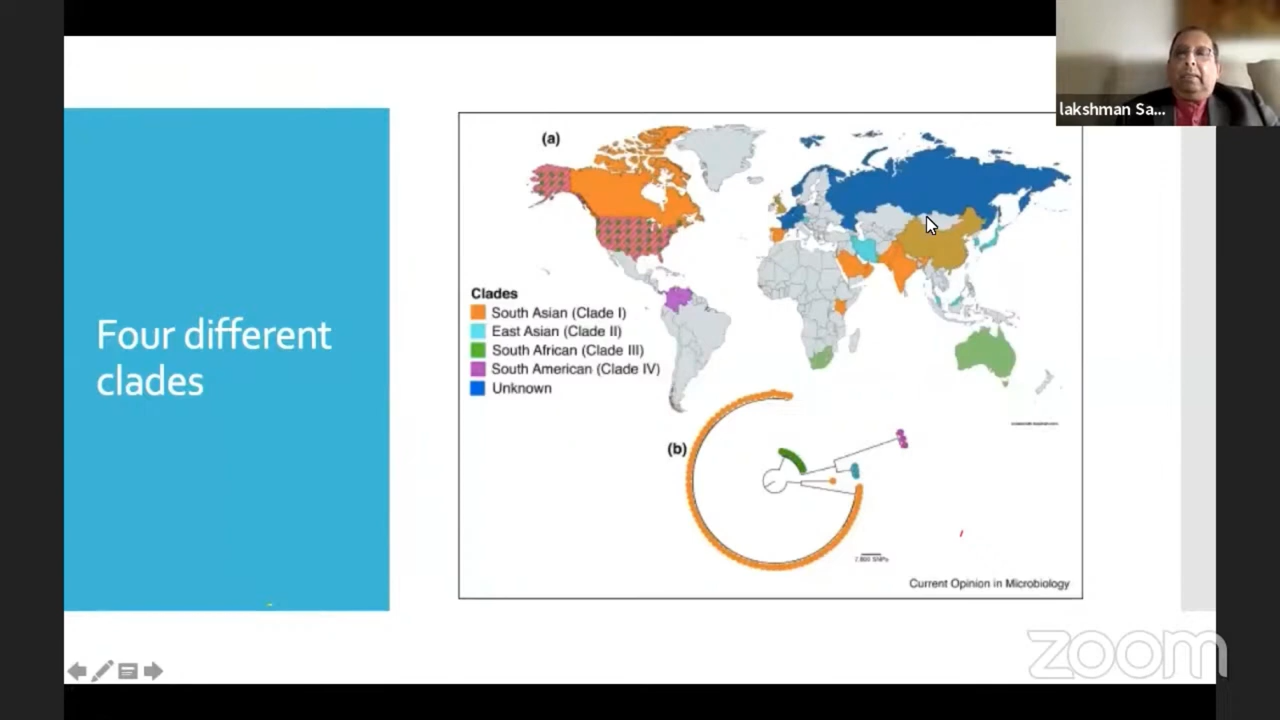 lakshman Sa...
Four different
clades
(a)
Clades
South Asian (Clade I)
East Asian (Clade II)
South African (Clade III)
South American (Clade IV)
Unknown
(b)
SNPs
Current Opinion in Microbiology
zoom